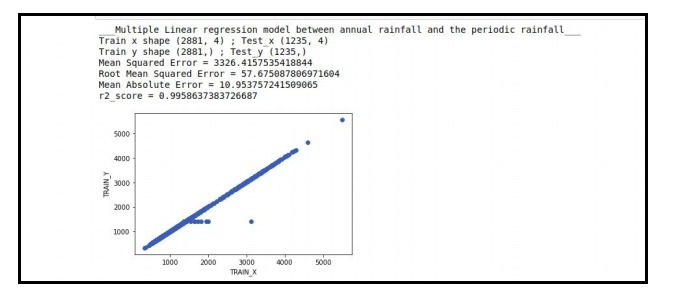 ___Multiple Linear regression model between annual rainfall and the periodic rainfall___
Train x shape (2881, 4) ; Test_x (1235, 4)
Train y shape (2881,) ; Test_y (1235,)
Mean Squared Error = 3326.4157535418844
Root Mean Squared Error = 57.675087806971604
Mean Absolute Error = 10.953757241509065
r2_score = 0.9958637383726687
5000
4000
3000
2000
1000
TRAIN_Y
1000 2000 3000 4000 5000
TRAIN_X